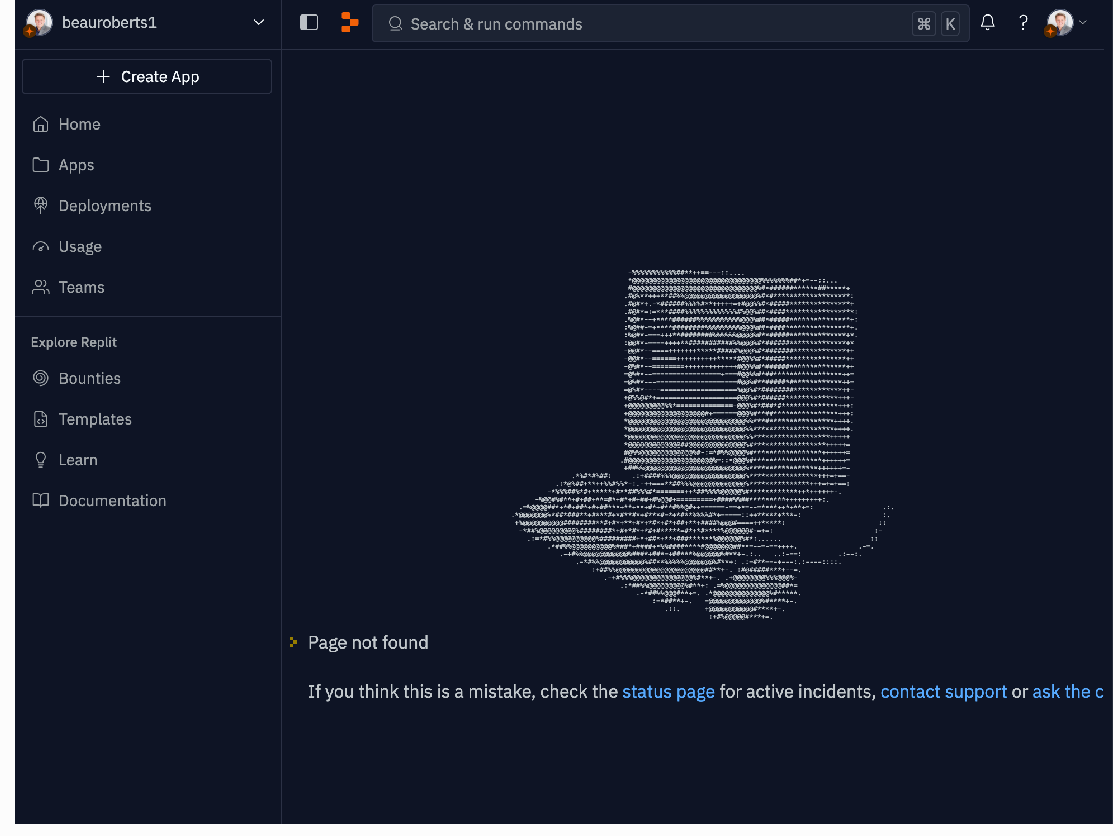 beauroberts1
Search & run commands
⌘ K
?
+ Create App
Home
Apps
Deployments
Usage
Teams
Explore Replit
Bounties
Templates
Learn
Documentation
Page not found
If you think this is a mistake, check the status page for active incidents, contact support or ask the c